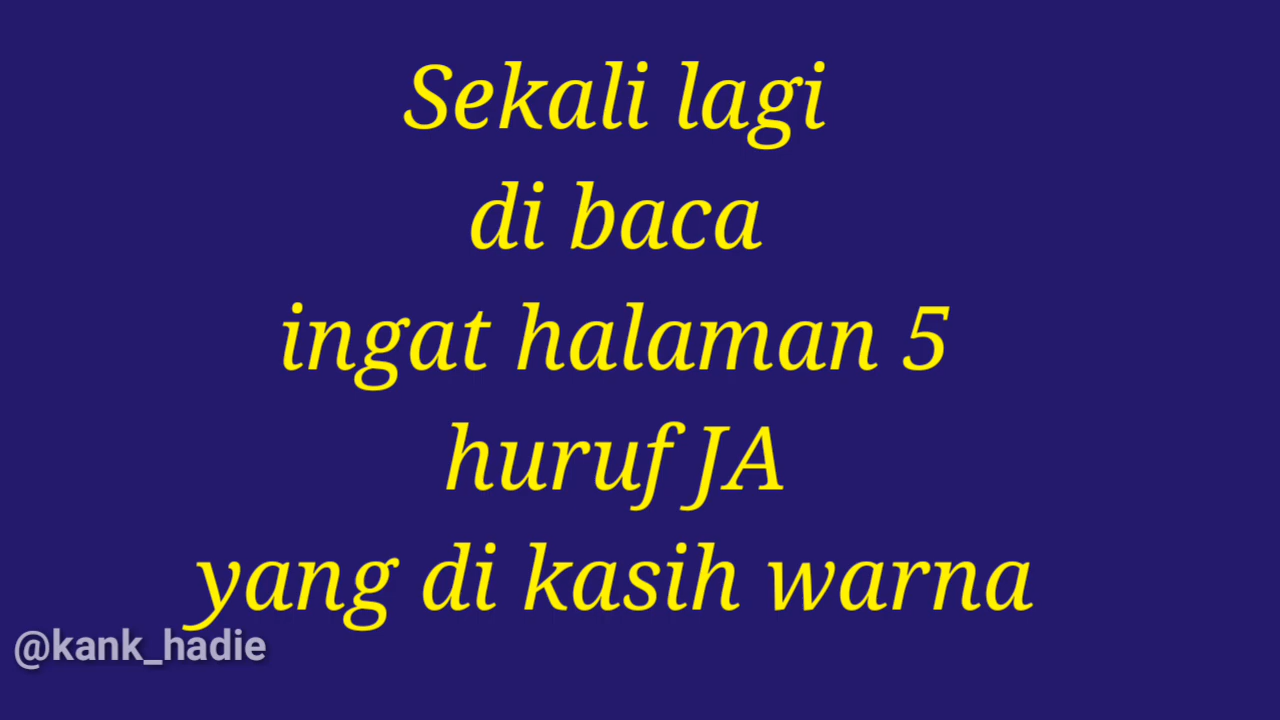 Sekali lagi
di baca
ingat halaman 5
huruf JA
yang di kasih warna
@kank_hadie